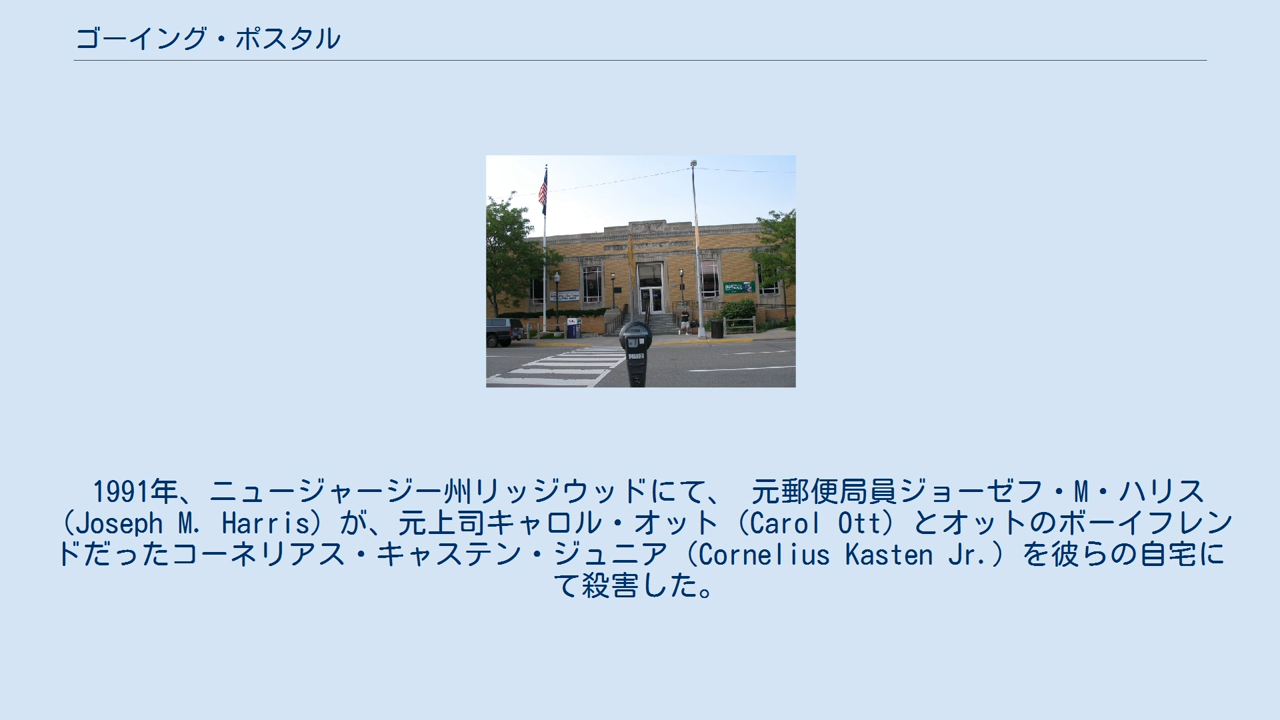 ゴーイング・ポスタル
1991年、ニュージャージー州リッジウッドにて、 元郵便局員ジョーゼフ・M・ハリス
（Joseph M. Harris）が、元上司キャロル・オット（Carol Ott）とオットのボーイフレン
ドだったコーネリアス・キャステン・ジュニア（Cornelius Kasten Jr.）を彼らの自宅に
て殺害した。